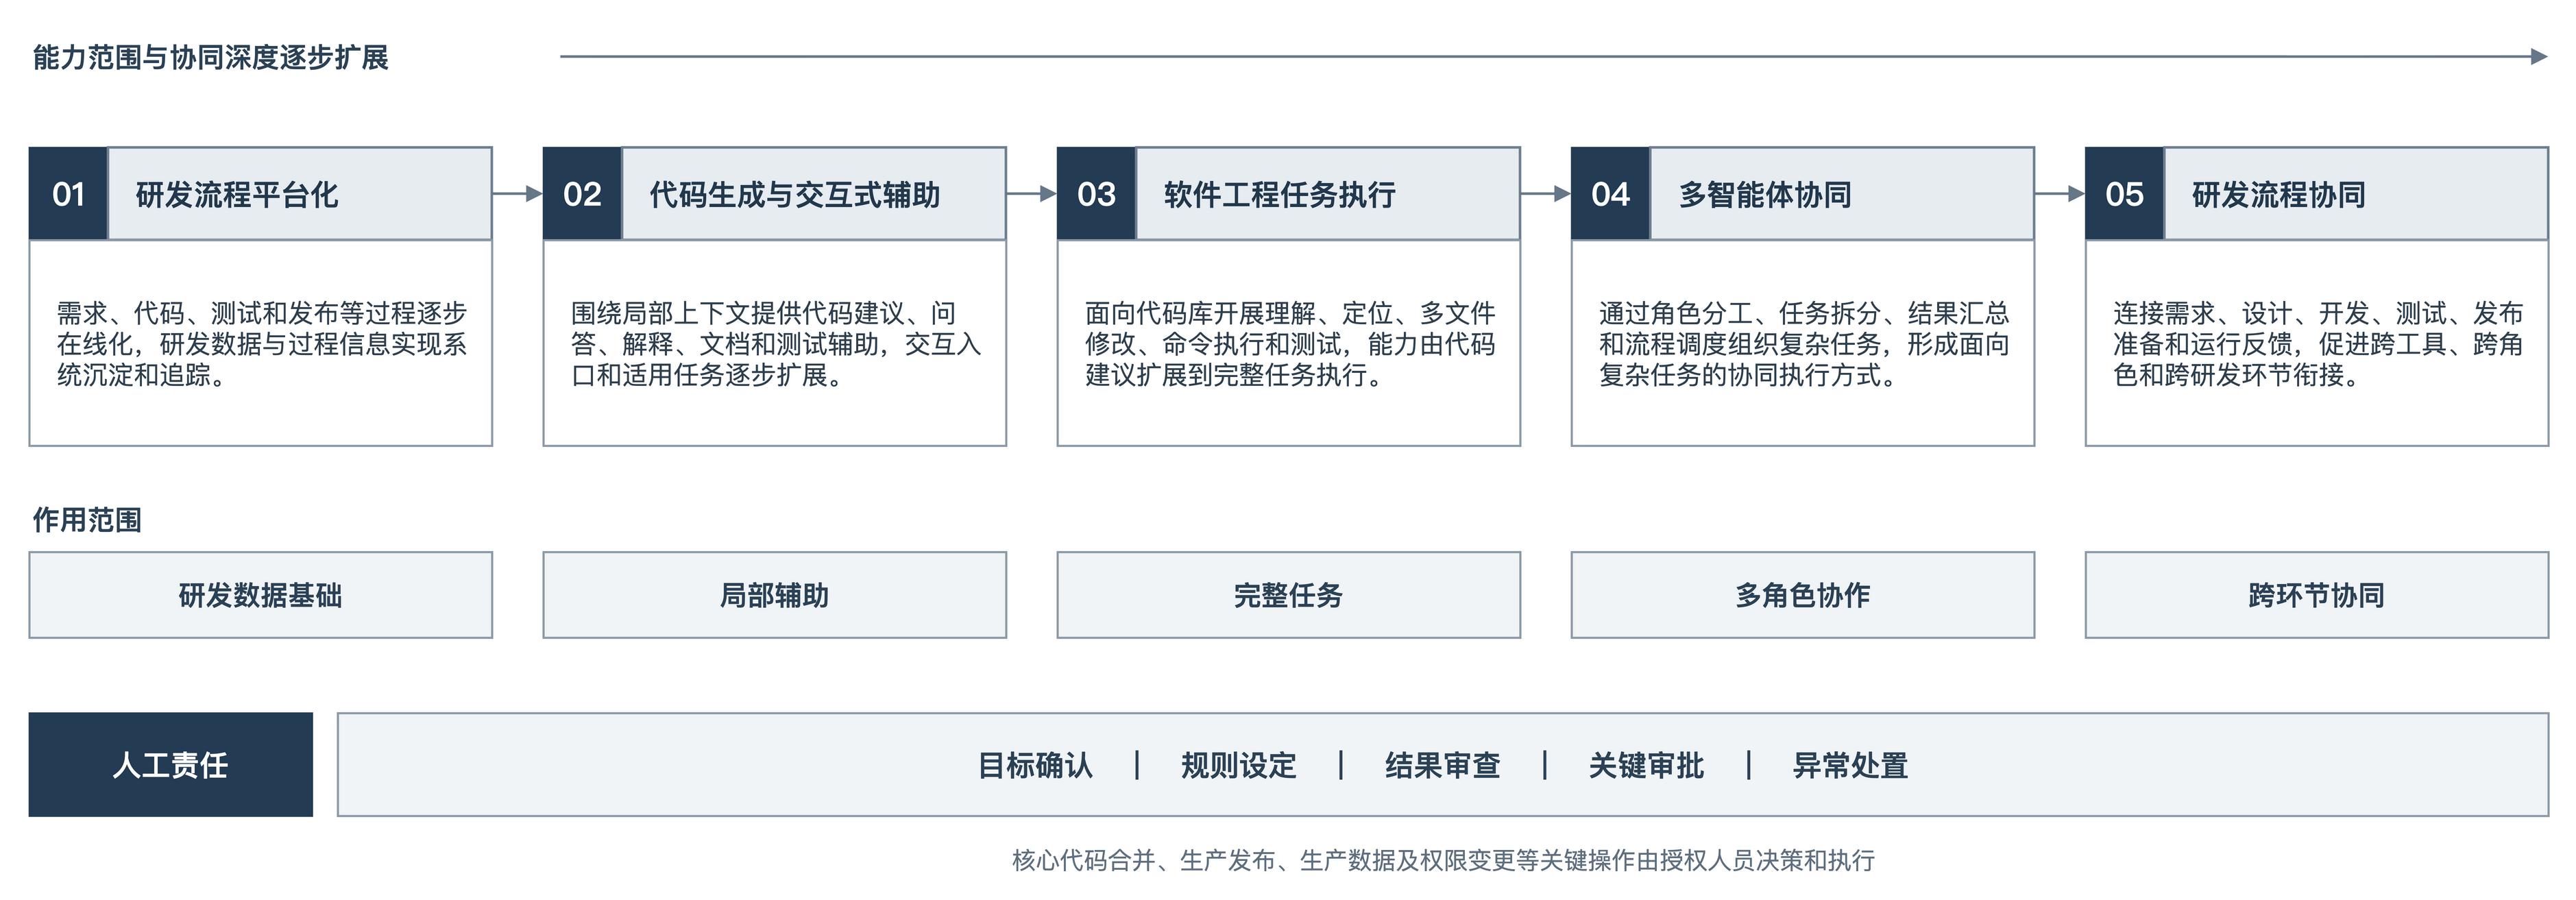 能力范围与协同深度逐步扩展
01 研发流程平台化
需求、代码、测试和发布等过程逐步
在线化，研发数据与过程信息实现系
统沉淀和追踪。
02 代码生成与交互式辅助
围绕局部上下文提供代码建议、问
答、解释、文档和测试辅助，交互入
口和适用任务逐步扩展。
03 软件工程任务执行
面向代码库开展理解、定位、多文件
修改、命令执行和测试，能力由代码
建议扩展到完整任务执行。
04 多智能体协同
通过角色分工、任务拆分、结果汇总
和流程调度组织复杂任务，形成面向
复杂任务的协同执行方式。
05 研发流程协同
连接需求、设计、开发、测试、发布
准备和运行反馈，促进跨工具、跨角
色和跨研发环节衔接。
作用范围
研发数据基础
局部辅助
完整任务
多角色协作
跨环节协同
人工责任
目标确认 | 规则设定 | 结果审查 | 关键审批 | 异常处置
核心代码合并、生产发布、生产数据及权限变更等关键操作由授权人员决策和执行